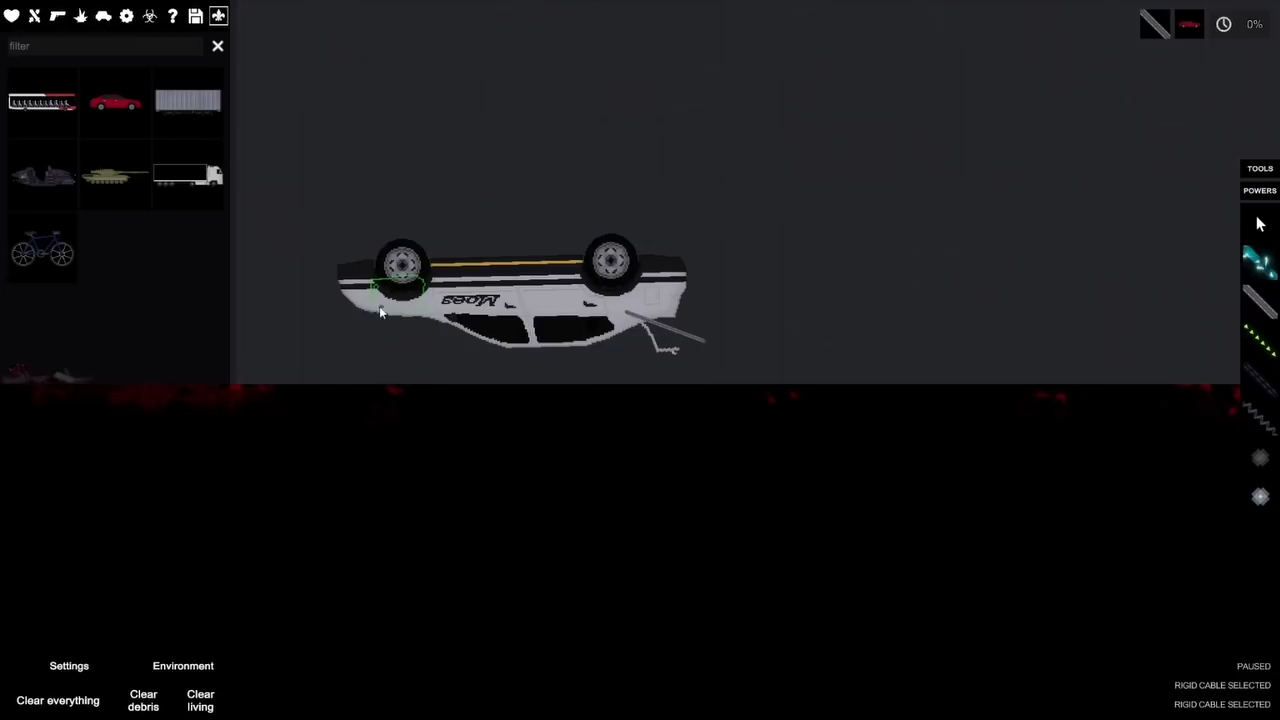 filter
0%
TOOLS
POWERS
Moes
Settings
Environment
Clear everything
Clear debris
Clear living
PAUSED
RIGID CABLE SELECTED
RIGID CABLE SELECTED